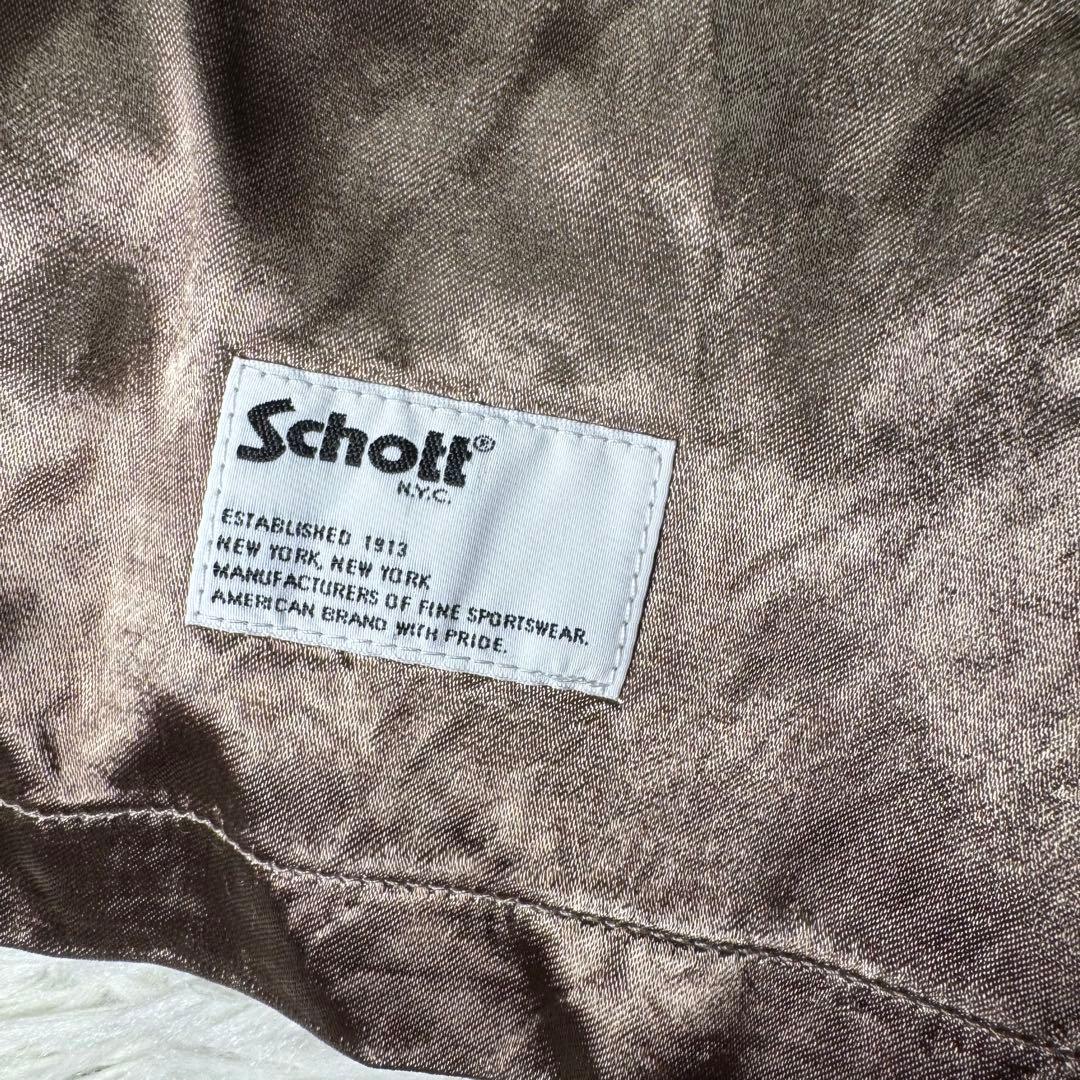 Schott®
N.Y.C.
ESTABLISHED 1913
NEW YORK, NEW YORK
MANUFACTURERS OF FINE SPORTSWEAR.
AMERICAN BRAND WITH PRIDE.